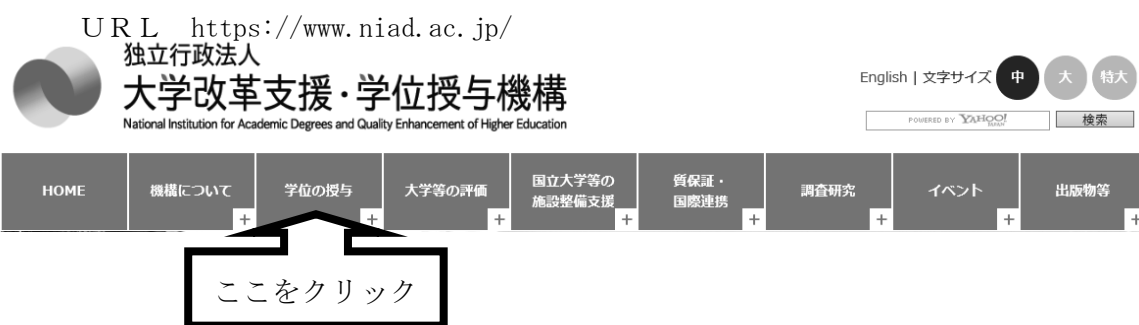 ＵＲＬ　https://www.niad.ac.jp/
独立行政法人
大学改革支援・学位授与機構
National Institution for Academic Degrees and Quality Enhancement of Higher Education
English | 文字サイズ 中 大 特大
POWERED BY YAHOO! JAPAN 検索
HOME
機構について
+
学位の授与
+
大学等の評価
+
国立大学等の
施設整備支援
+
質保証・
国際連携
+
調査研究
+
イベント
+
出版物等
+
ここをクリック